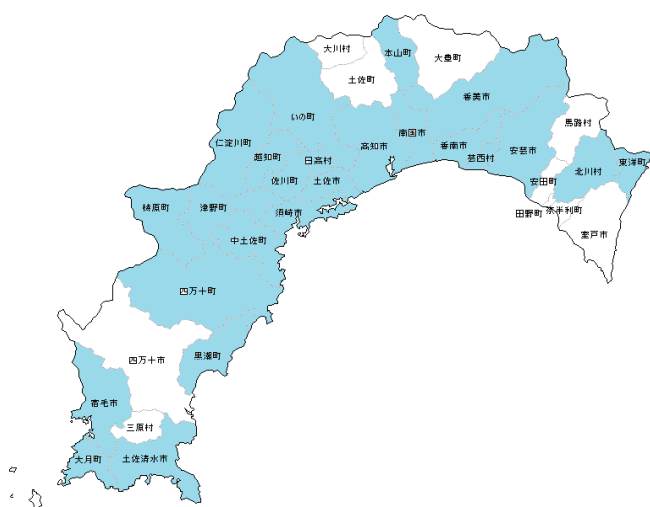 大川村
本山町
大豊町
土佐町
香美市
いの町
馬路村
仁淀川町
高知市
南国市
香南市
安芸市
越知町
日高村
芸西村
東洋町
北川村
佐川町
土佐市
安田町
梼原町
津野町
須崎市
田野町
奈半利町
室戸市
中土佐町
四万十町
黒潮町
四万十市
宿毛市
三原村
大月町
土佐清水市